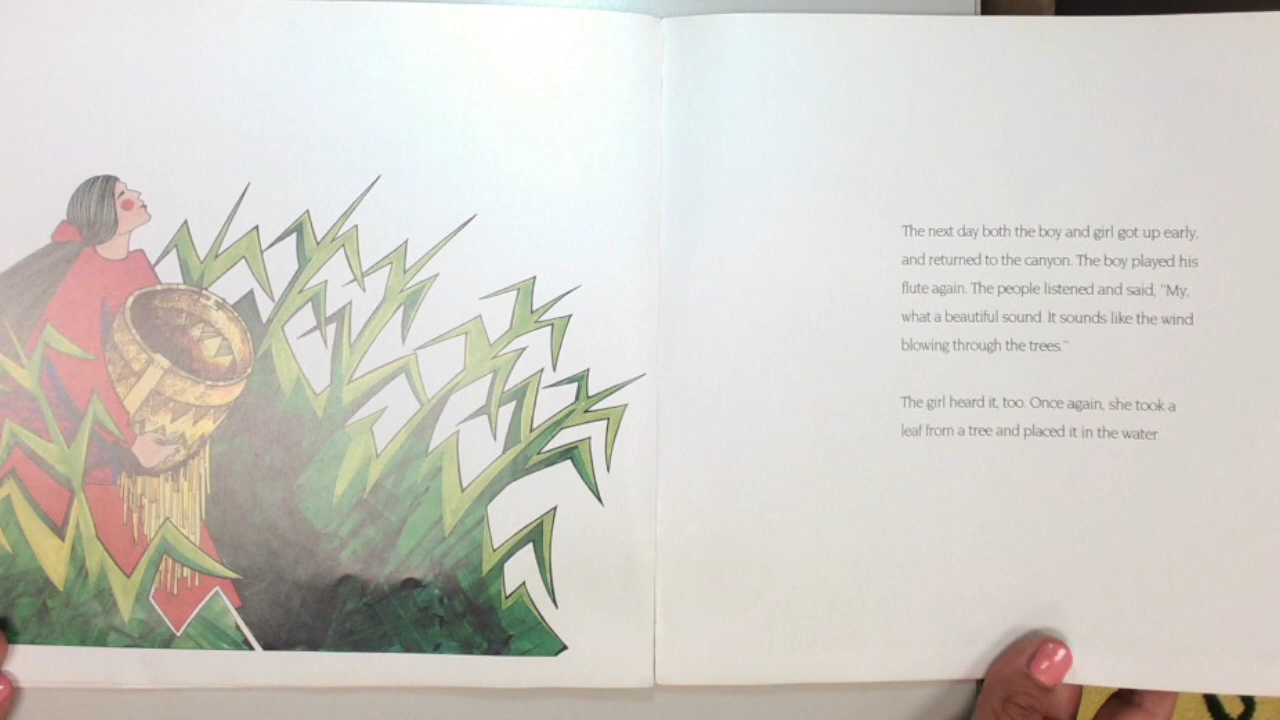 The next day both the boy and girl got up early,
and returned to the canyon. The boy played his
flute again. The people listened and said, "My,
what a beautiful sound. It sounds like the wind
blowing through the trees."
The girl heard it, too. Once again, she took a
leaf from a tree and placed it in the water.